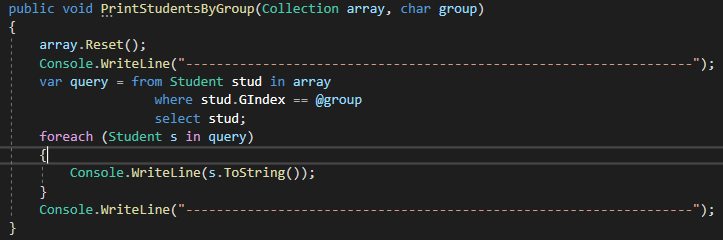 public void PrintStudentsByGroup(Collection array, char group)
{
array.Reset();
Console.WriteLine("-------------------------------------------------------------------");
var query = from Student stud in array
where stud.GIndex == @group
select stud;
foreach (Student s in query)
{
Console.WriteLine(s.ToString());
}
Console.WriteLine("-------------------------------------------------------------------");
}